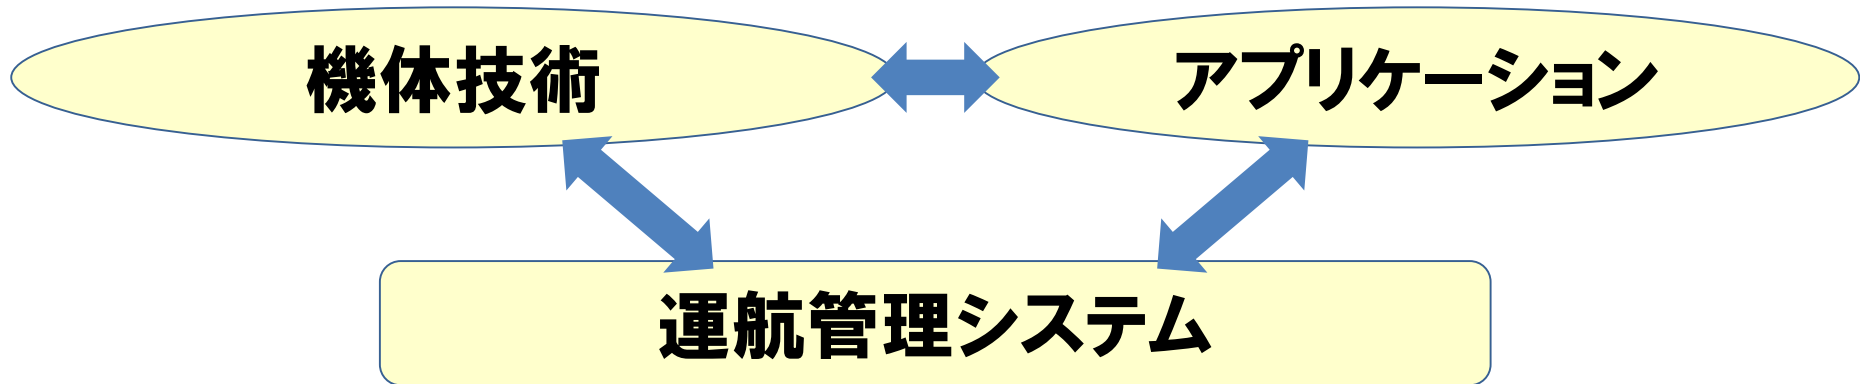 機体技術
アプリケーション
運航管理システム